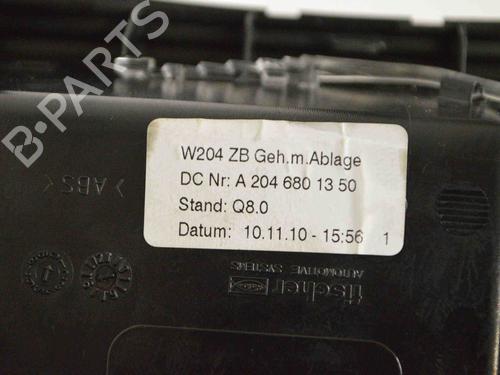 W204 ZB Geh.m.Ablage
DC Nr: A 204 680 13 50
Stand: Q8.0
Datum: 10.11.10 - 15:56 1
>ABS<
fischer
AUTOMOTIVE SYSTEMS
B-PARTS